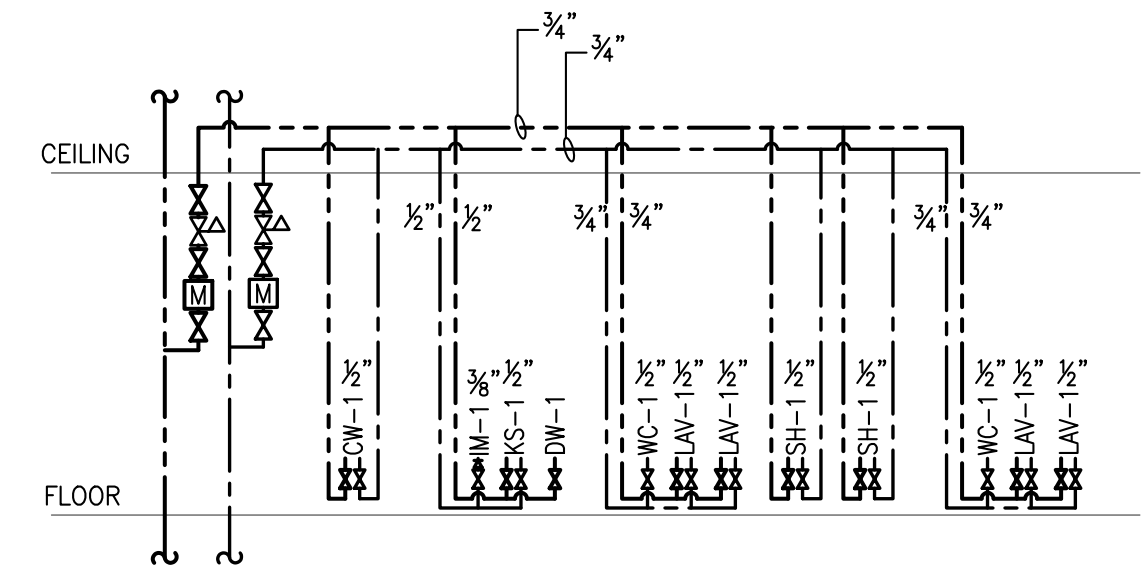 3/4"
3/4"
CEILING
1/2" 1/2" 3/4" 3/4" 3/4" 3/4"
M M
1/2" 3/8" 1/2" 1/2" 1/2" 1/2" 1/2" 1/2" 1/2" 1/2" 1/2"
CW-1 IM-1 KS-1 DW-1 WC-1 LAV-1 LAV-1 SH-1 SH-1 WC-1 LAV-1 LAV-1
FLOOR